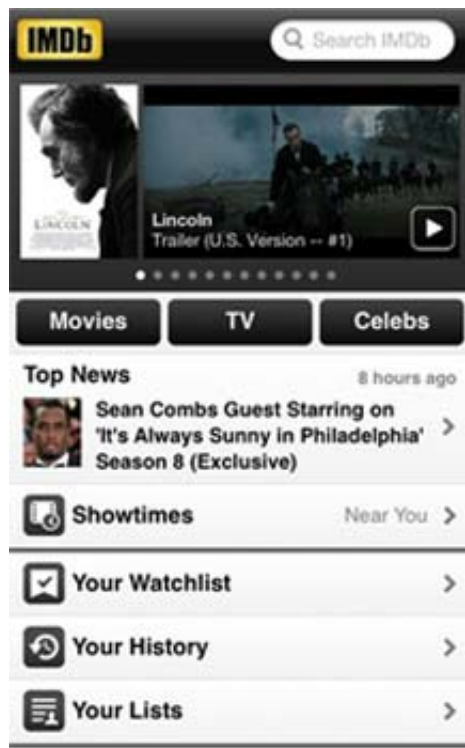 IMDb
Search IMDb
LINCOLN
Lincoln
Trailer (U.S. Version -- #1)
Movies
TV
Celebs
Top News
8 hours ago
Sean Combs Guest Starring on
'It's Always Sunny in Philadelphia'
Season 8 (Exclusive)
Showtimes
Near You
Your Watchlist
Your History
Your Lists